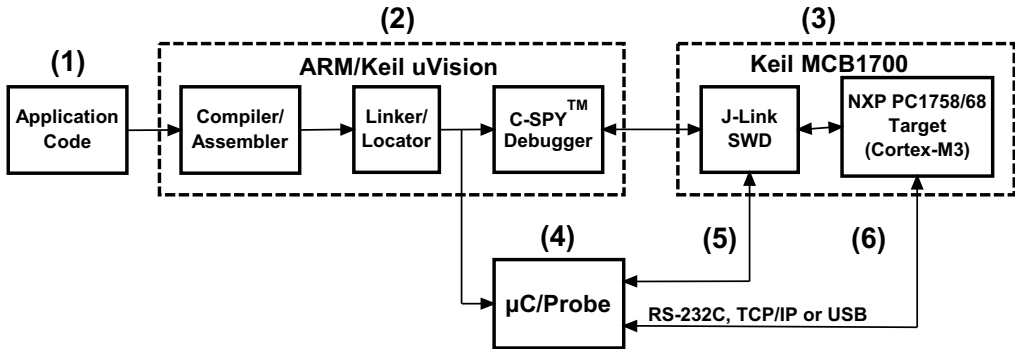 (1)
(2)
(3)
ARM/Keil uVision
Keil MCB1700
Application
Code
Compiler/
Assembler
Linker/
Locator
C-SPY™
Debugger
J-Link
SWD
NXP PC1758/68
Target
(Cortex-M3)
(4)
(5)
(6)
µC/Probe
RS-232C, TCP/IP or USB